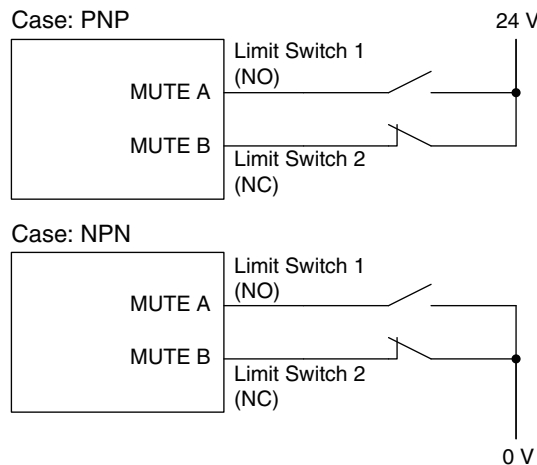 Case: PNP
24 V
Limit Switch 1
(NO)
MUTE A
MUTE B
Limit Switch 2
(NC)
Case: NPN
Limit Switch 1
(NO)
MUTE A
MUTE B
Limit Switch 2
(NC)
0 V